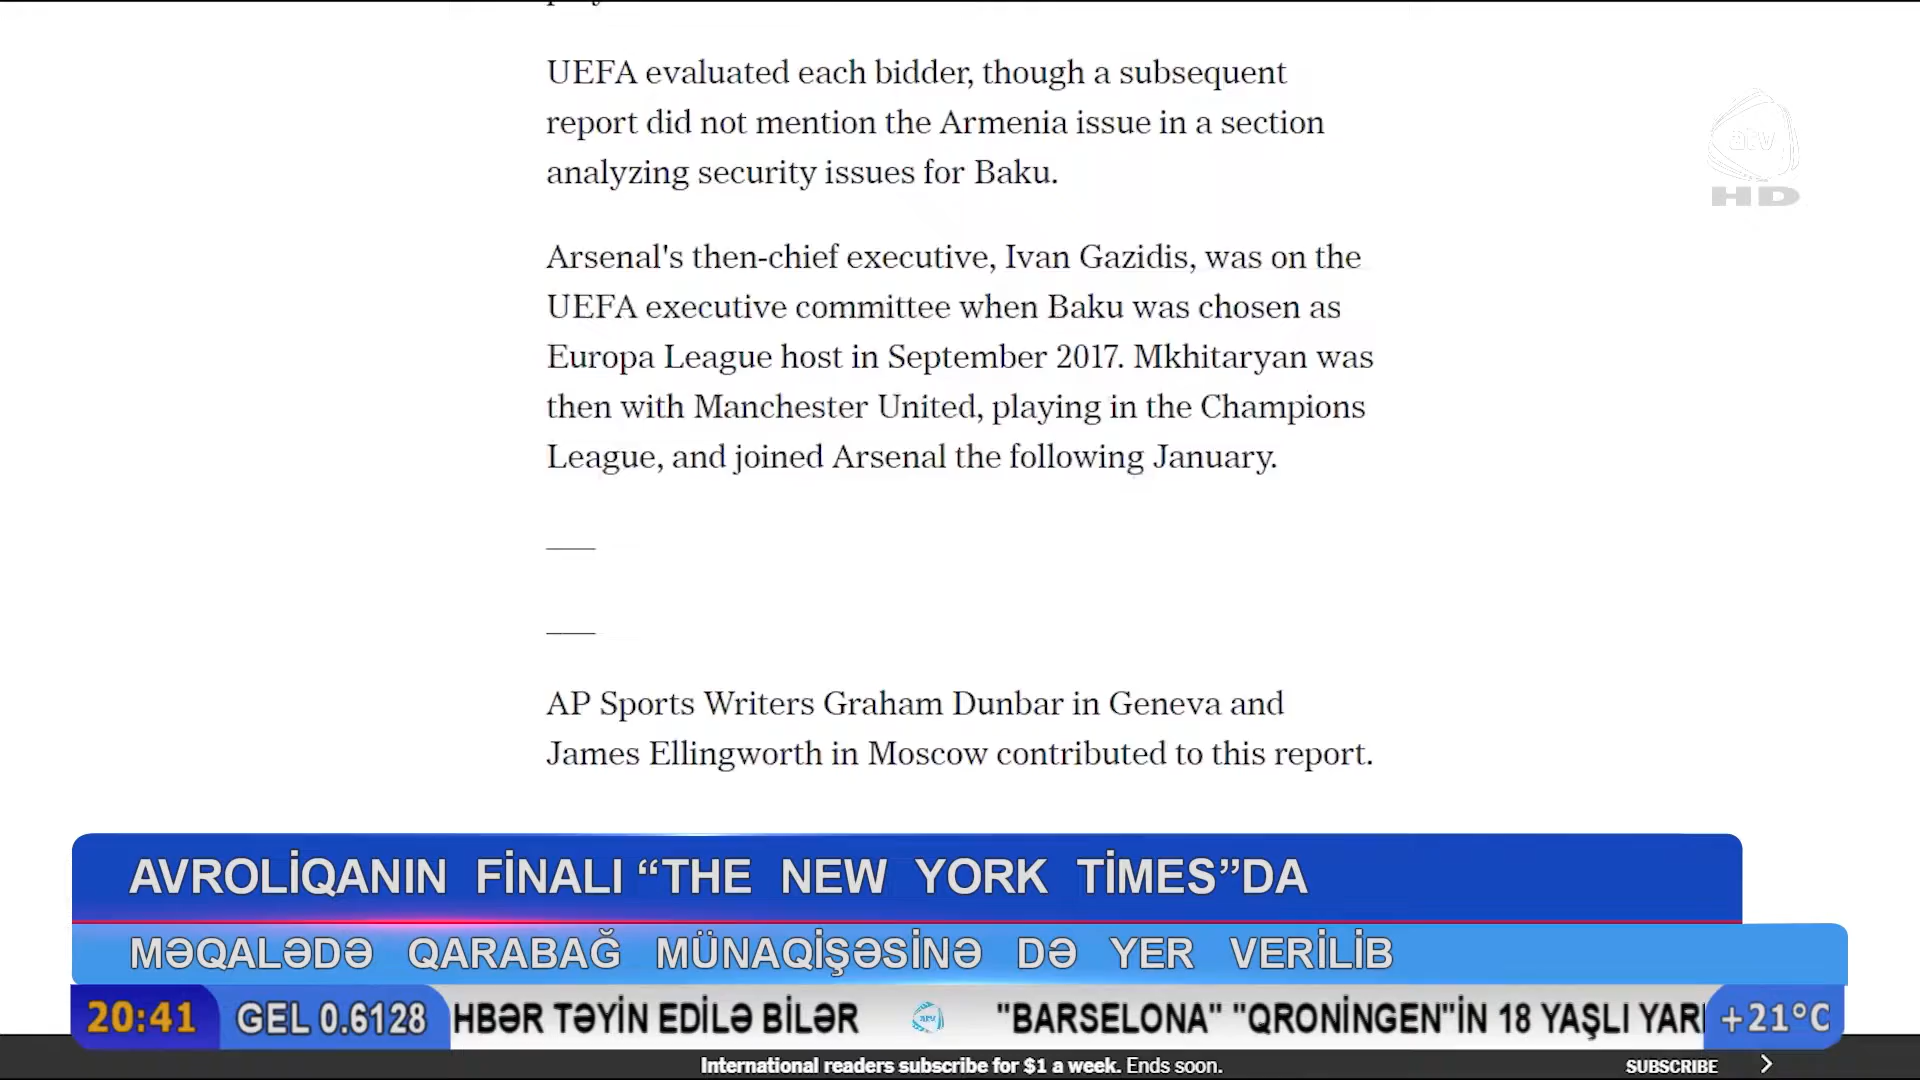 UEFA evaluated each bidder, though a subsequent
report did not mention the Armenia issue in a section
analyzing security issues for Baku.
atv
HD
Arsenal's then-chief executive, Ivan Gazidis, was on the
UEFA executive committee when Baku was chosen as
Europa League host in September 2017. Mkhitaryan was
then with Manchester United, playing in the Champions
League, and joined Arsenal the following January.
AP Sports Writers Graham Dunbar in Geneva and
James Ellingworth in Moscow contributed to this report.
AVROLİQANIN FİNALI “THE NEW YORK TİMES”DA
MƏQALƏDƏ QARABAĞ MÜNAQİŞƏSİNƏ DƏ YER VERİLİB
20:41 GEL 0.6128 HBƏR TƏYİN EDİLƏ BİLƏR atv "BARSELONA" "QRONİNGEN"İN 18 YAŞLI YARI +21°C
International readers subscribe for $1 a week. Ends soon. SUBSCRIBE